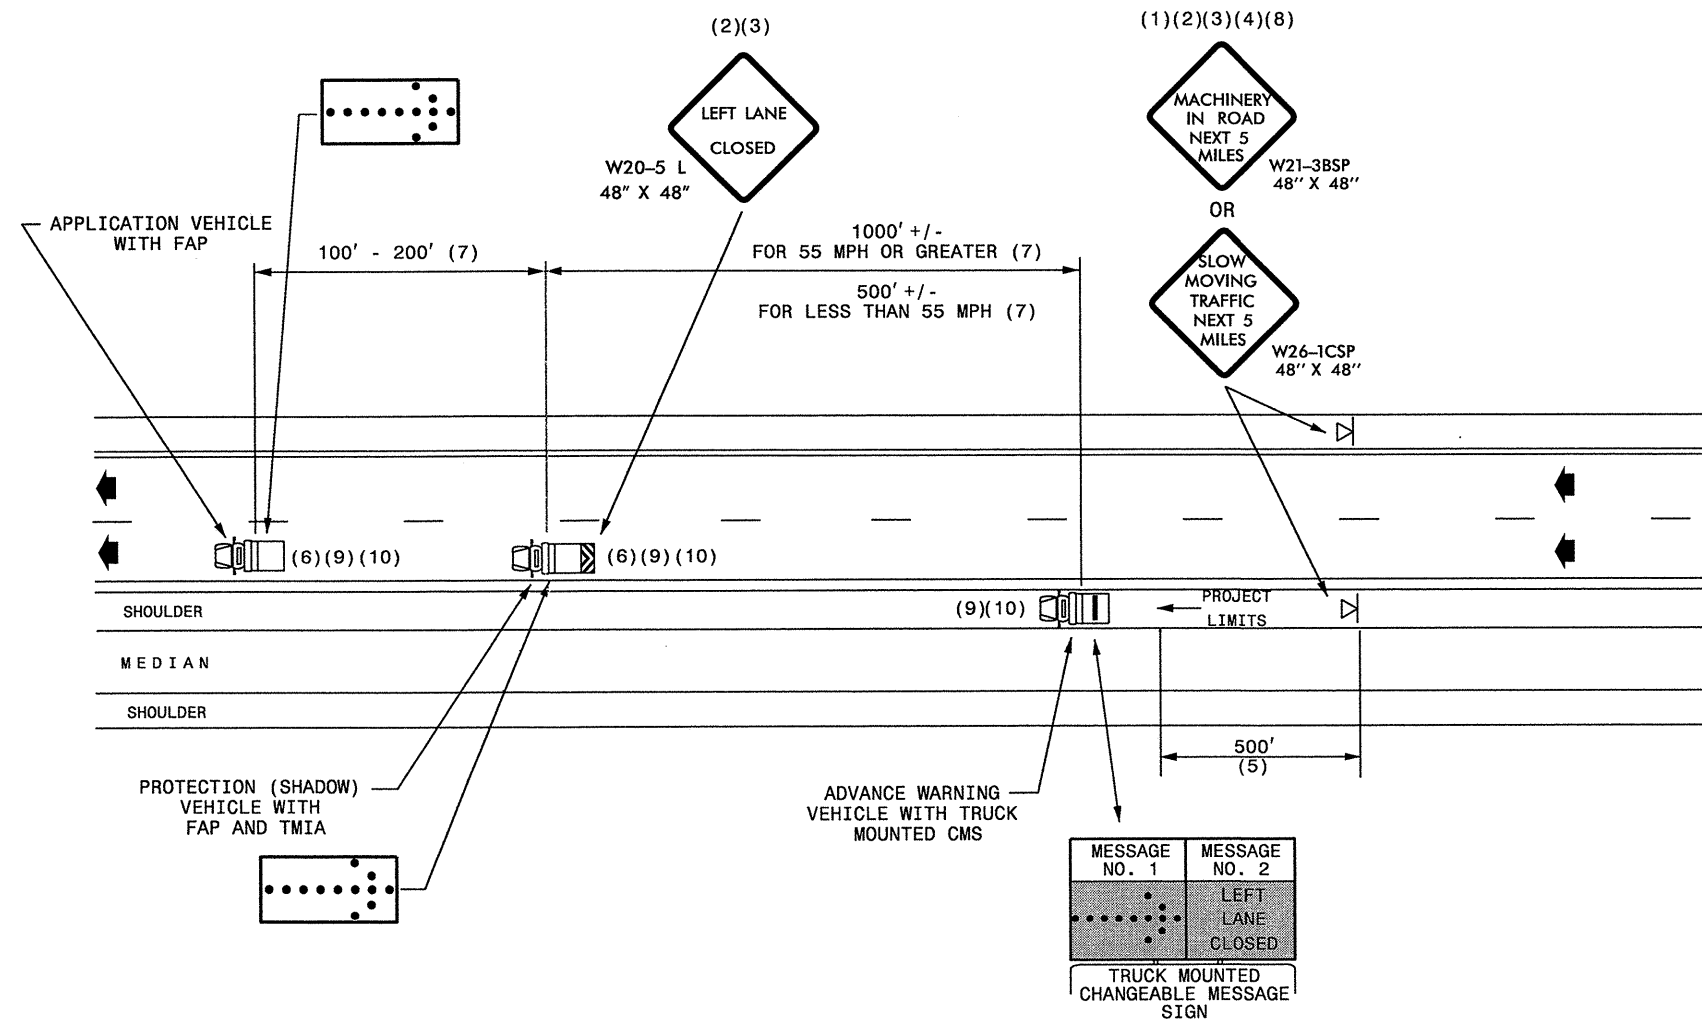 (2)(3)
(1)(2)(3)(4)(8)
LEFT LANE
CLOSED
W20-5 L
48" X 48"
MACHINERY
IN ROAD
NEXT 5
MILES
W21-3BSP
48" X 48"
OR
SLOW
MOVING
TRAFFIC
NEXT 5
MILES
W26-1CSP
48" X 48"
APPLICATION VEHICLE
WITH FAP
100' - 200' (7)
1000' +/-
FOR 55 MPH OR GREATER (7)
500' +/-
FOR LESS THAN 55 MPH (7)
(6)(9)(10)
(6)(9)(10)
(9)(10)
PROJECT
LIMITS
SHOULDER
MEDIAN
SHOULDER
500'
(5)
PROTECTION (SHADOW)
VEHICLE WITH
FAP AND TMIA
ADVANCE WARNING
VEHICLE WITH TRUCK
MOUNTED CMS
MESSAGE
NO. 1
MESSAGE
NO. 2
LEFT
LANE
CLOSED
TRUCK MOUNTED
CHANGEABLE MESSAGE
SIGN